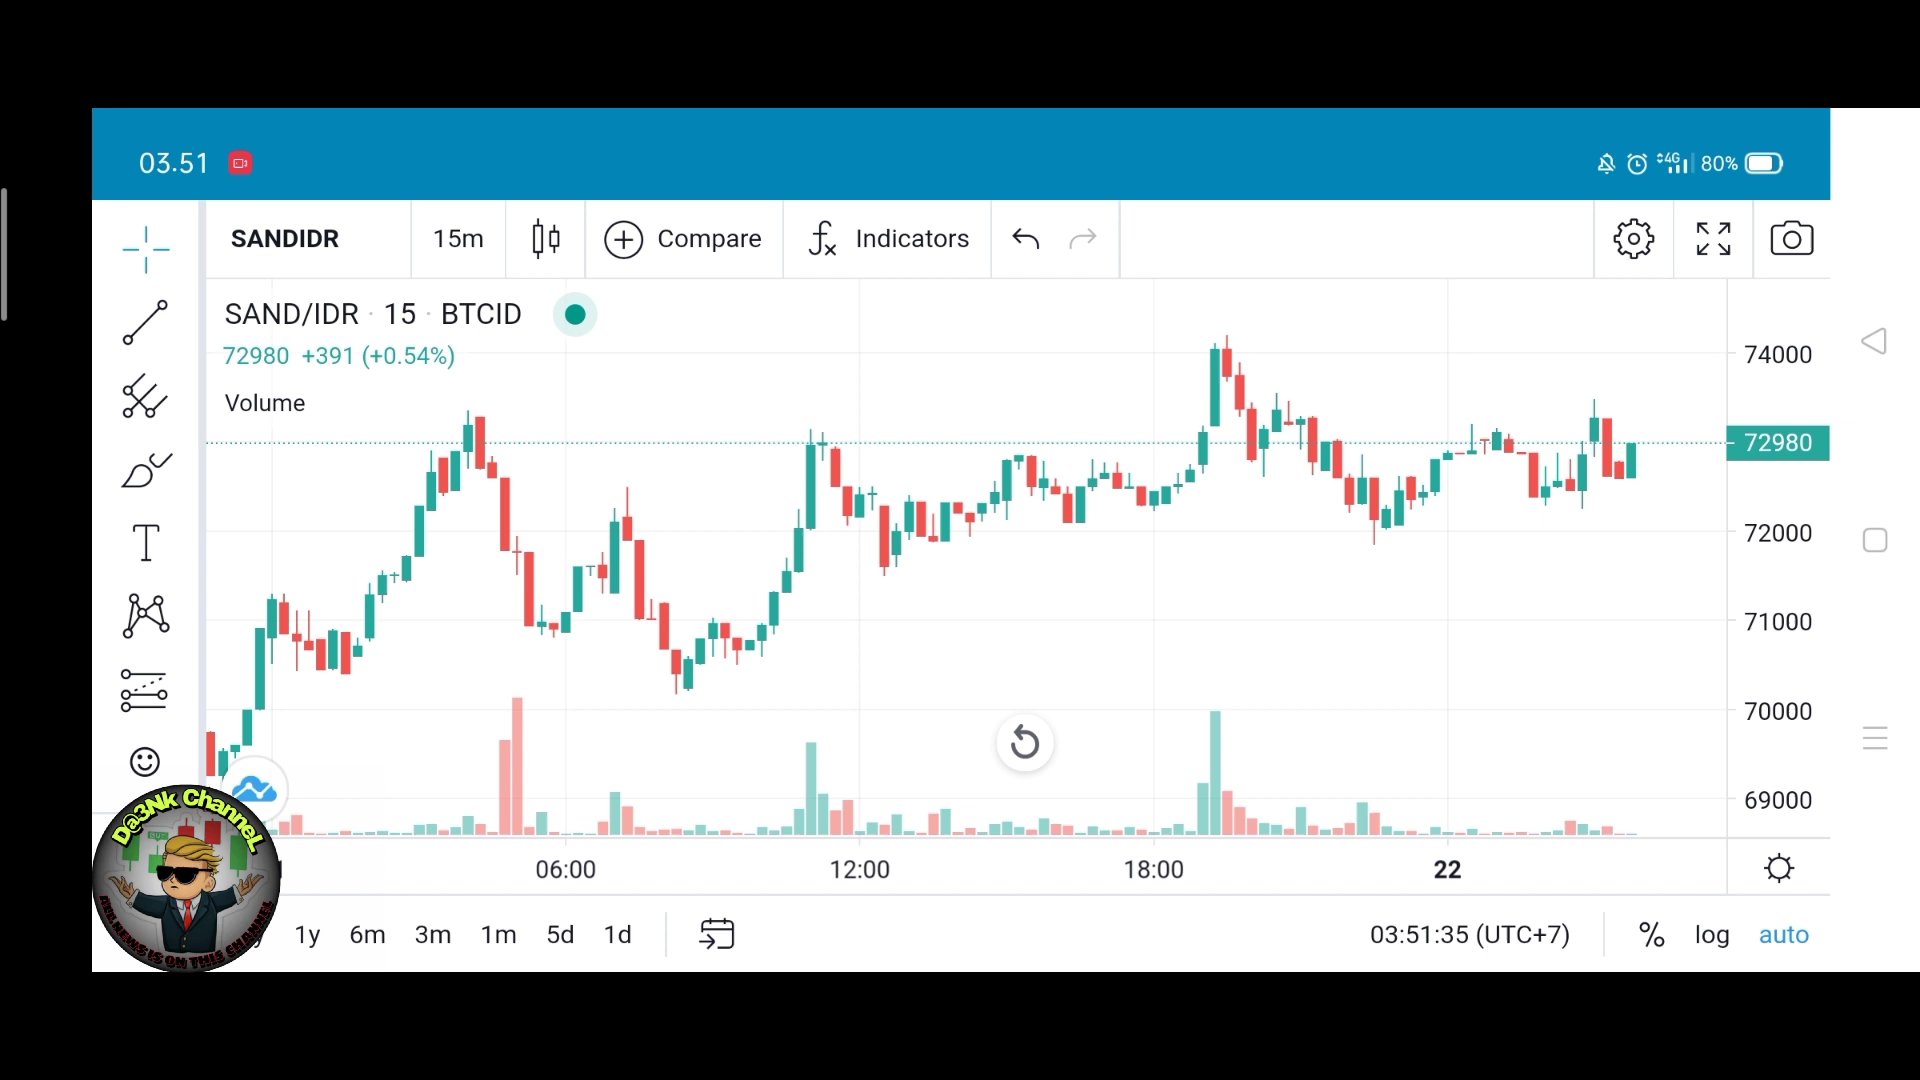 03.51
4G 80%
SANDIDR 15m Compare Indicators
SAND/IDR · 15 · BTCID
72980 +391 (+0.54%)
Volume
74000
72980
72000
71000
70000
69000
06:00 12:00 18:00 22
1y 6m 3m 1m 5d 1d 03:51:35 (UTC+7) % log auto
D@3Nk ChanneL